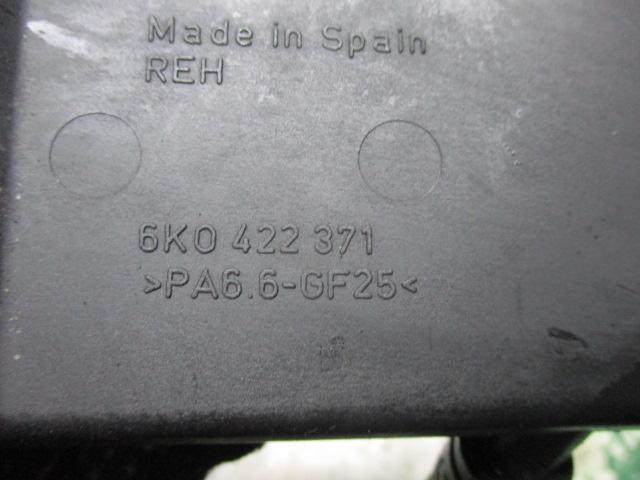 Made in Spain
REH
6K0 422 371
>PA6.6-GF25<